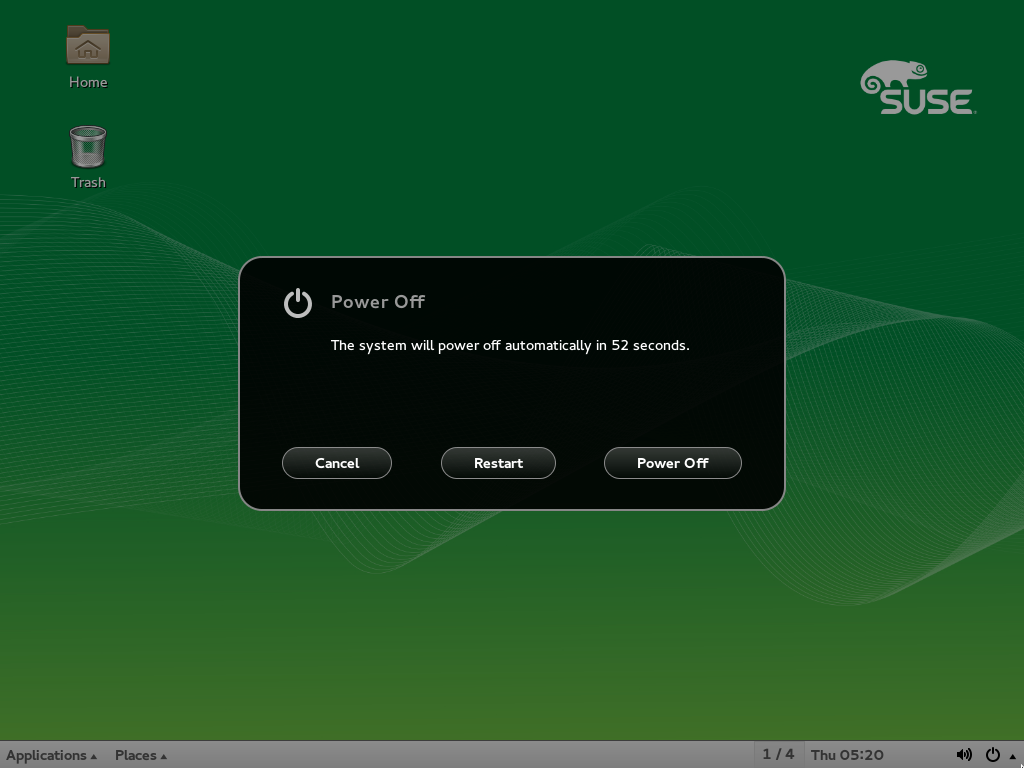 Home
SUSE
Trash
Power Off
The system will power off automatically in 52 seconds.
Cancel
Restart
Power Off
Applications
Places
1 / 4
Thu 05:20